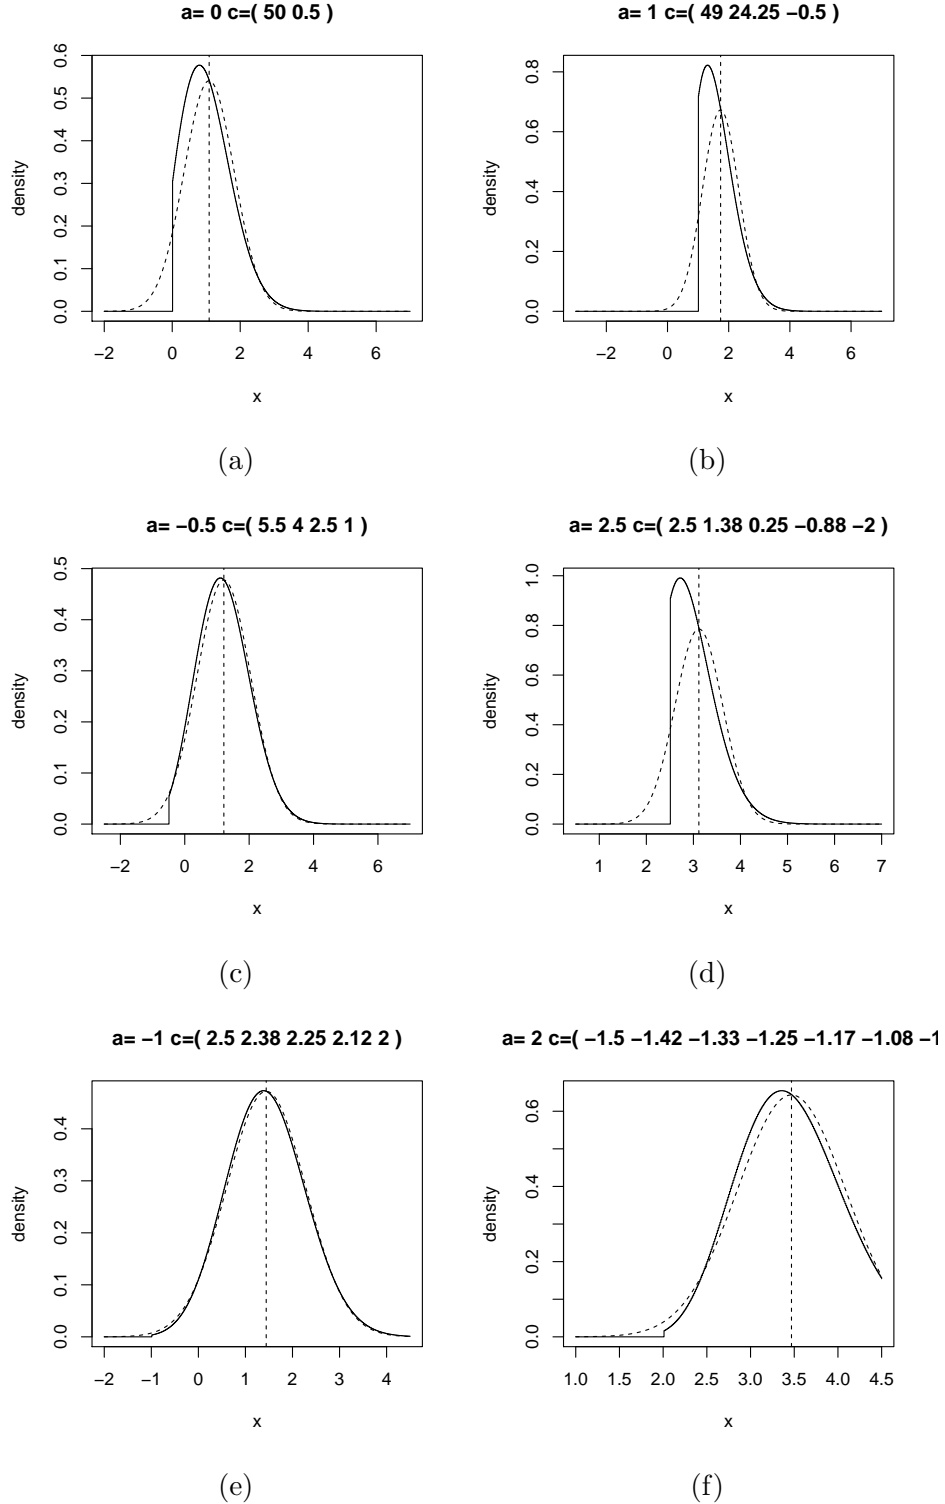 a= 0 c=( 50 0.5 )
density
0.0 0.1 0.2 0.3 0.4 0.5 0.6
−2 0 2 4 6
x
(a)
a= 1 c=( 49 24.25 −0.5 )
density
0.0 0.2 0.4 0.6 0.8
−2 0 2 4 6
x
(b)
a= −0.5 c=( 5.5 4 2.5 1 )
density
0.0 0.1 0.2 0.3 0.4 0.5
−2 0 2 4 6
x
(c)
a= 2.5 c=( 2.5 1.38 0.25 −0.88 −2 )
density
0.0 0.2 0.4 0.6 0.8 1.0
1 2 3 4 5 6 7
x
(d)
a= −1 c=( 2.5 2.38 2.25 2.12 2 )
density
0.0 0.1 0.2 0.3 0.4
−2 −1 0 1 2 3 4
x
(e)
a= 2 c=( −1.5 −1.42 −1.33 −1.25 −1.17 −1.08 −1
density
0.0 0.2 0.4 0.6
1.0 1.5 2.0 2.5 3.0 3.5 4.0 4.5
x
(f)